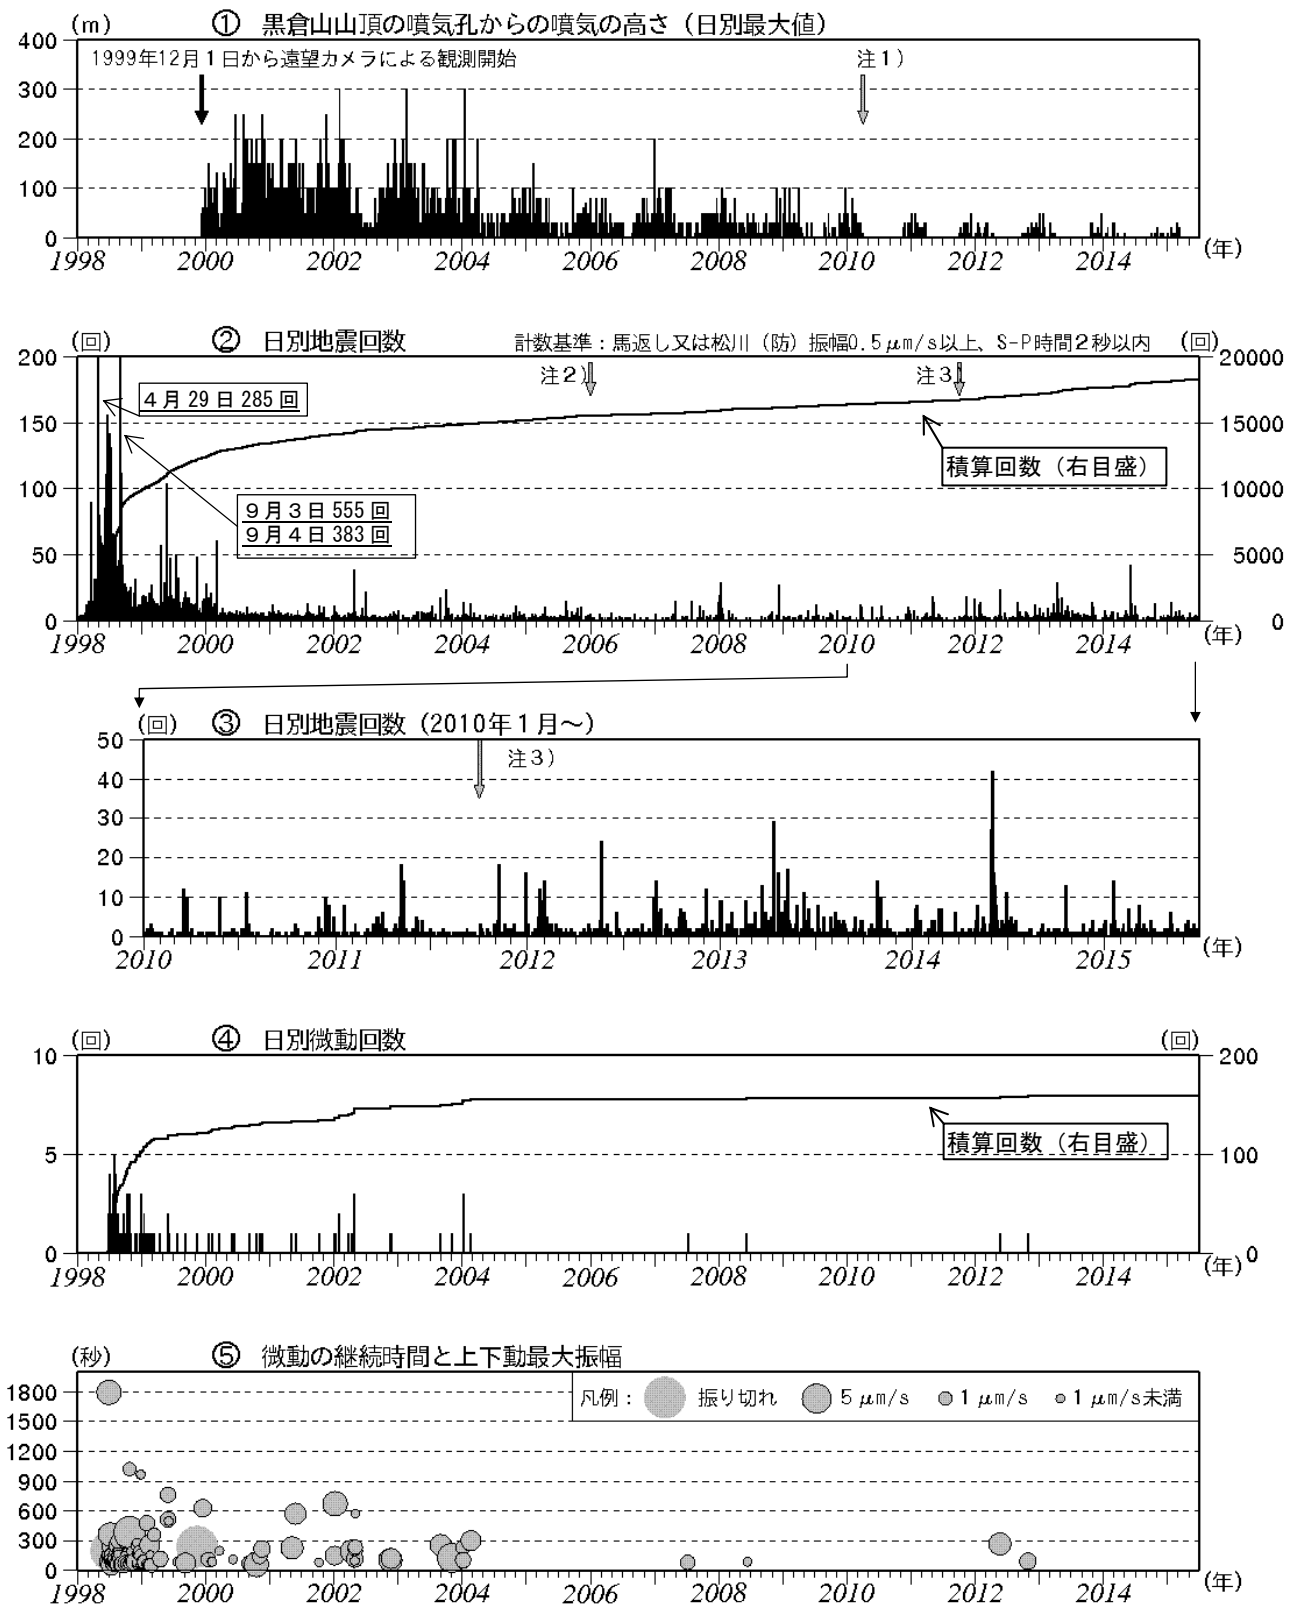 (m) ① 黒倉山山頂の噴気孔からの噴気の高さ（日別最大値）
400
1999年12月1日から遠望カメラによる観測開始 注1）
300
200
100
0
1998 2000 2002 2004 2006 2008 2010 2012 2014 (年)
(回) ② 日別地震回数 計数基準：馬返し又は松川（防）振幅0.5μm/s以上、S-P時間2秒以内 (回)
200 20000
注2） 注3）
4月29日285回
150 15000
積算回数（右目盛）
100 10000
9月3日555回
9月4日383回
50 5000
0 0
1998 2000 2002 2004 2006 2008 2010 2012 2014 (年)
(回) ③ 日別地震回数（2010年1月～）
50
注3）
40
30
20
10
0
2010 2011 2012 2013 2014 2015 (年)
(回) ④ 日別微動回数 (回)
10 200
積算回数（右目盛）
5 100
0 0
1998 2000 2002 2004 2006 2008 2010 2012 2014 (年)
(秒) ⑤ 微動の継続時間と上下動最大振幅
凡例： 振り切れ 5μm/s 1μm/s 1μm/s未満
1800
1500
1200
900
600
300
0
1998 2000 2002 2004 2006 2008 2010 2012 2014 (年)